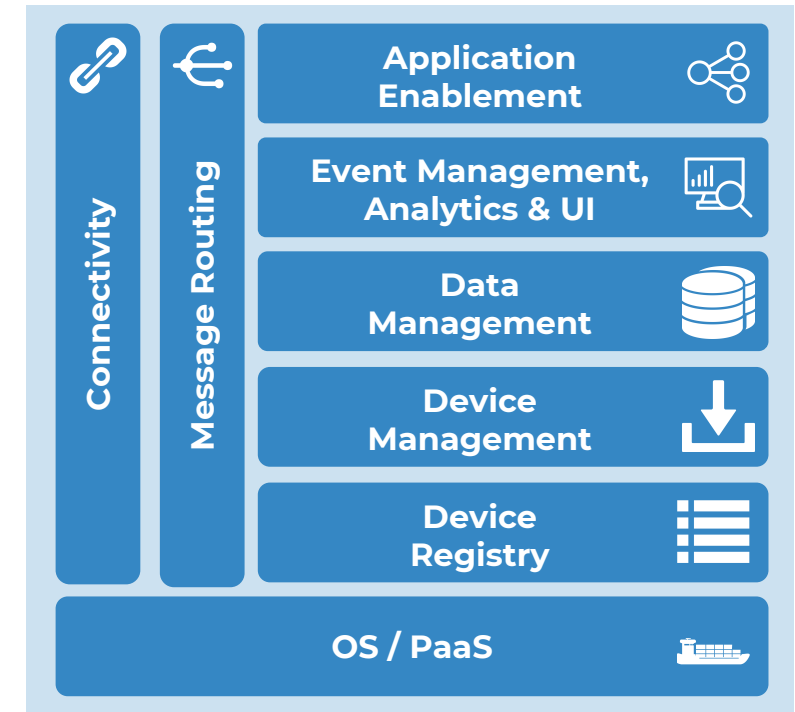 Connectivity
Message Routing
Application
Enablement
Event Management,
Analytics & UI
Data
Management
Device
Management
Device
Registry
OS / PaaS